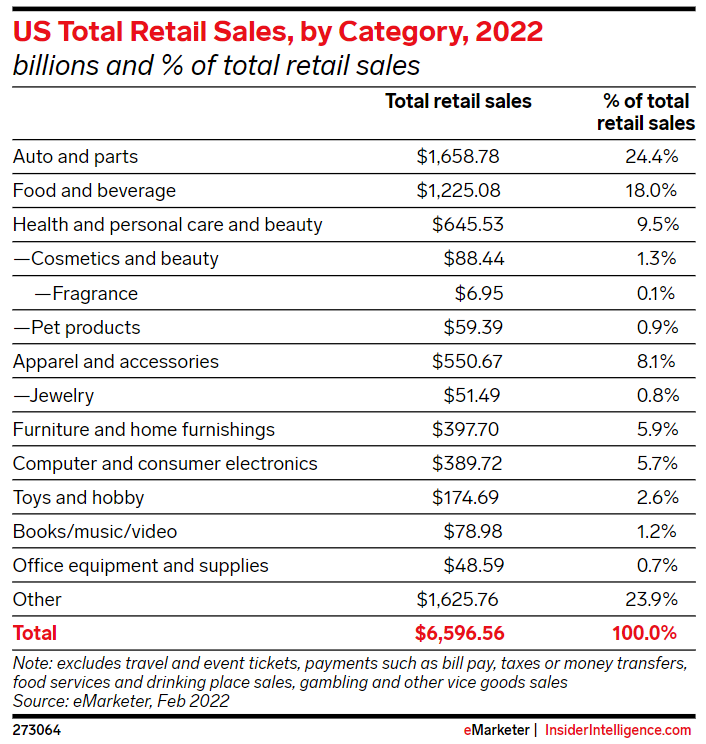 US Total Retail Sales, by Category, 2022
billions and % of total retail sales
Total retail sales % of total
retail sales
Auto and parts $1,658.78 24.4%
Food and beverage $1,225.08 18.0%
Health and personal care and beauty $645.53 9.5%
—Cosmetics and beauty $88.44 1.3%
—Fragrance $6.95 0.1%
—Pet products $59.39 0.9%
Apparel and accessories $550.67 8.1%
—Jewelry $51.49 0.8%
Furniture and home furnishings $397.70 5.9%
Computer and consumer electronics $389.72 5.7%
Toys and hobby $174.69 2.6%
Books/music/video $78.98 1.2%
Office equipment and supplies $48.59 0.7%
Other $1,625.76 23.9%
Total $6,596.56 100.0%
Note: excludes travel and event tickets, payments such as bill pay, taxes or money transfers,
food services and drinking place sales, gambling and other vice goods sales
Source: eMarketer, Feb 2022
273064 eMarketer | InsiderIntelligence.com